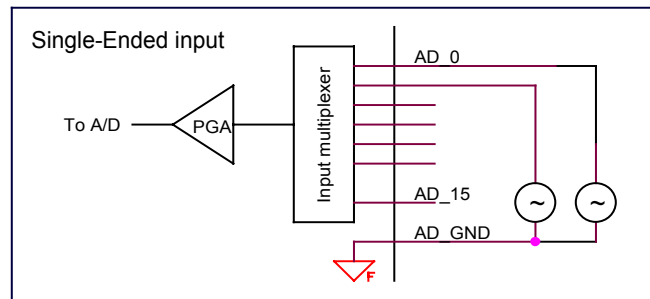 Single-Ended input
AD_0
To A/D
PGA
Input multiplexer
AD_15
AD_GND
F
~
~